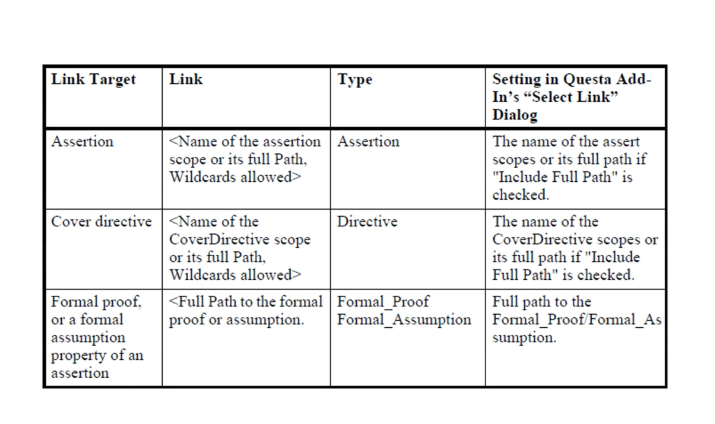 Link Target
Link
Type
Setting in Questa Add-
In's “Select Link”
Dialog
Assertion
<Name of the assertion
scope or its full Path,
Wildcards allowed>
Assertion
The name of the assert
scopes or its full path if
"Include Full Path" is
checked.
Cover directive
<Name of the
CoverDirective scope
or its full Path,
Wildcards allowed>
Directive
The name of the
CoverDirective scopes or
its full path if "Include
Full Path" is checked.
Formal proof,
or a formal
assumption
property of an
assertion
<Full Path to the formal
proof or assumption.
Formal_Proof
Formal_Assumption
Full path to the
Formal_Proof/Formal_As
sumption.